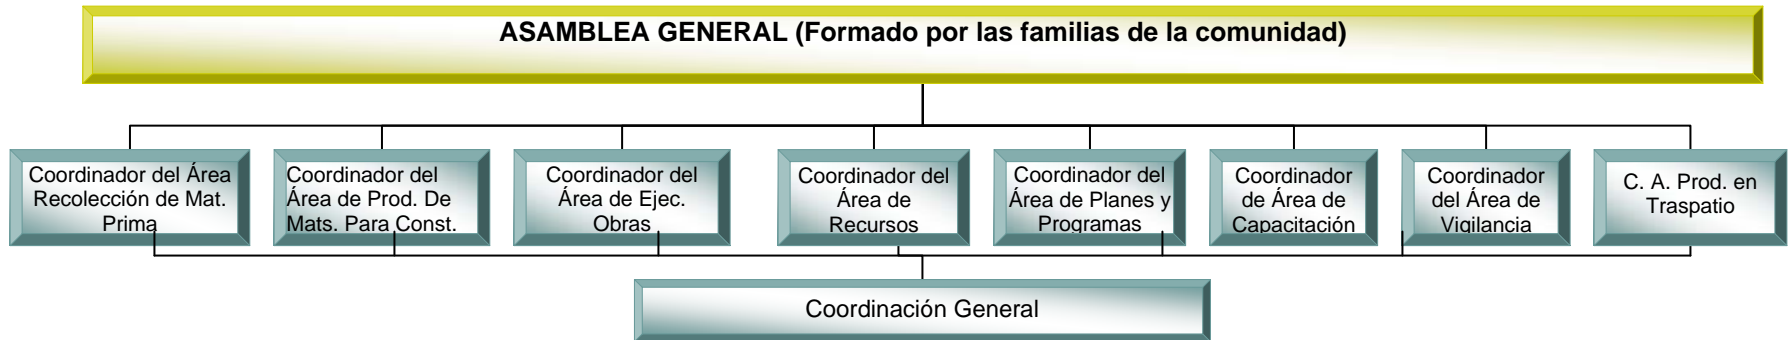 ASAMBLEA GENERAL (Formado por las familias de la comunidad)
Coordinador del Área
Recolección de Mat.
Prima
Coordinador del
Área de Prod. De
Mats. Para Const.
Coordinador del
Área de Ejec.
Obras
Coordinador del
Área de
Recursos
Coordinador del
Área de Planes y
Programas
Coordinador
de Área de
Capacitación
Coordinador
del Área de
Vigilancia
C. A. Prod. en
Traspatio
Coordinación General